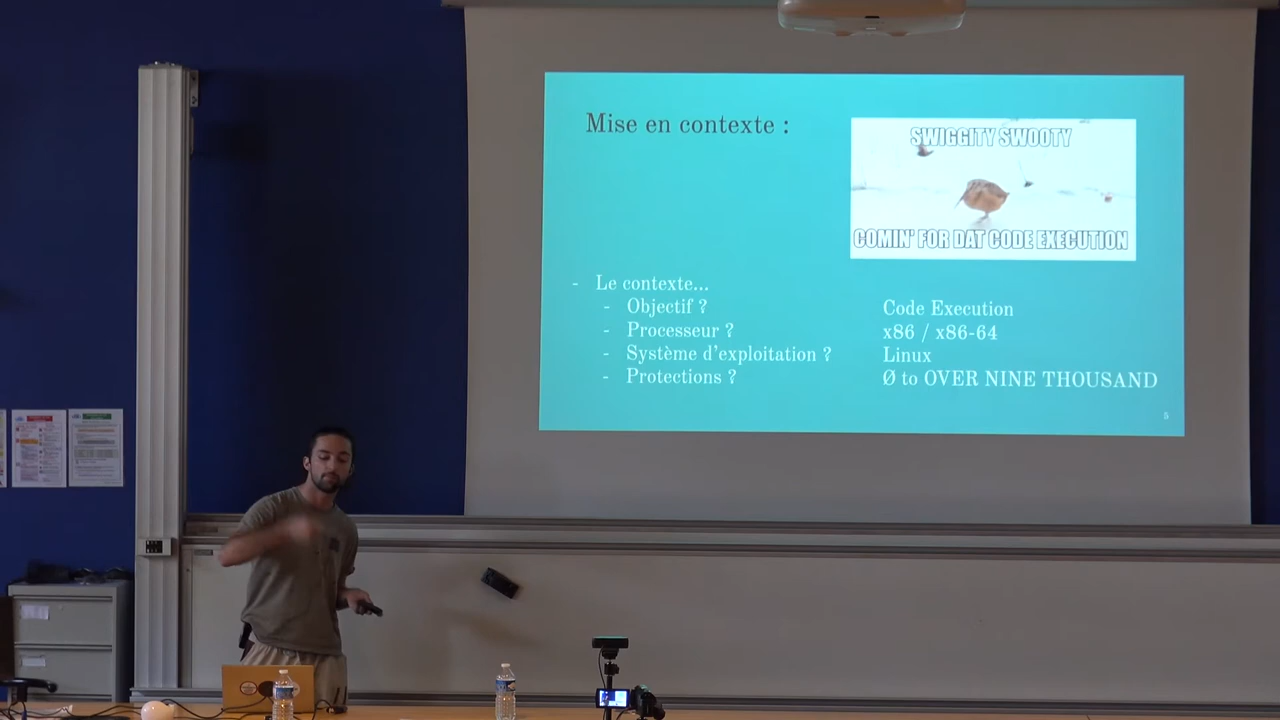 Mise en contexte :
SWIGGITY SWOOTY
COMIN' FOR DAT CODE EXECUTION
- Le contexte...
- Objectif ? Code Execution
- Processeur ? x86 / x86-64
- Système d'exploitation ? Linux
- Protections ? Ø to OVER NINE THOUSAND
5